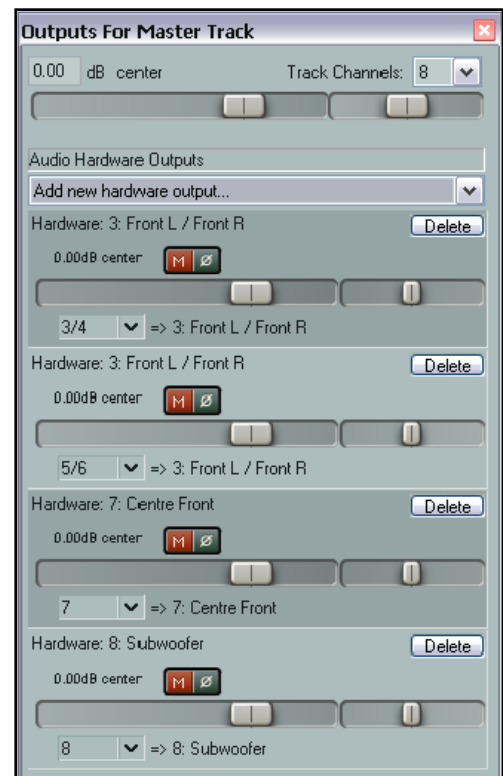 Outputs For Master Track
0.00 dB center Track Channels: 8
Audio Hardware Outputs
Add new hardware output...
Hardware: 3: Front L / Front R Delete
0.00dB center M ø
3/4 => 3: Front L / Front R
Hardware: 3: Front L / Front R Delete
0.00dB center M ø
5/6 => 3: Front L / Front R
Hardware: 7: Centre Front Delete
0.00dB center M ø
7 => 7: Centre Front
Hardware: 8: Subwoofer Delete
0.00dB center M ø
8 => 8: Subwoofer